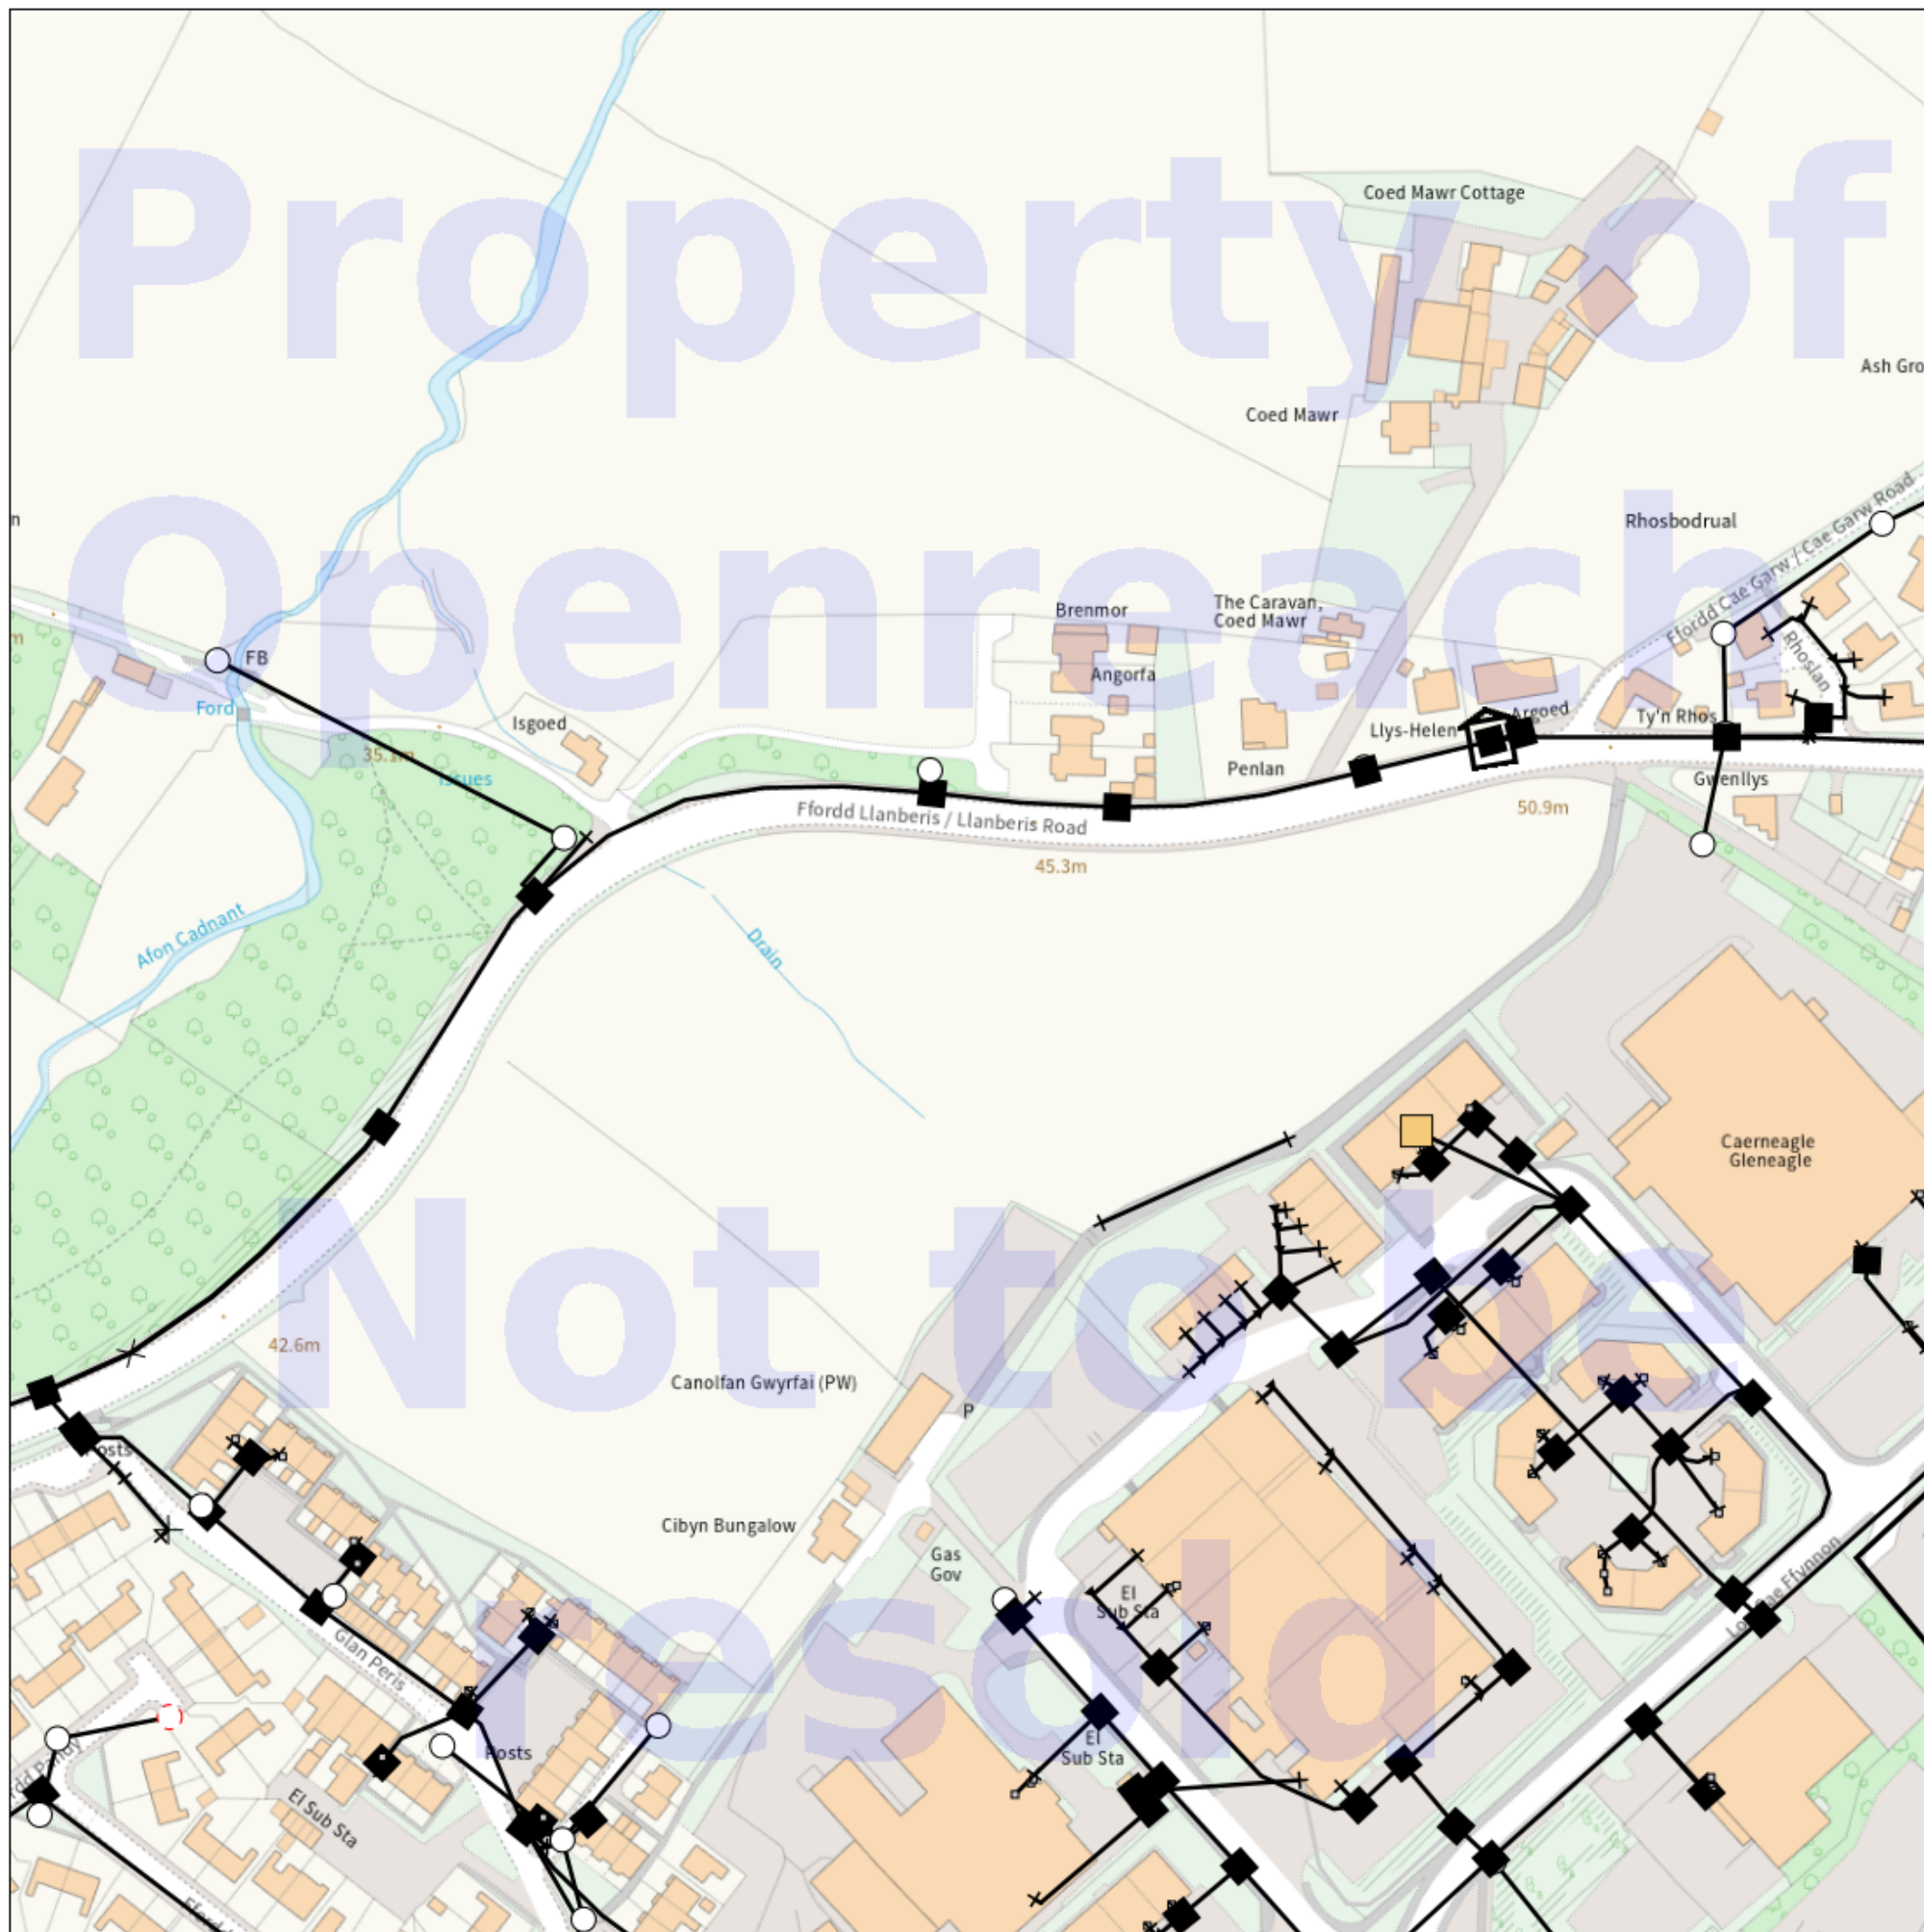 Property of
Coed Mawr Cottage
Ash Gro
Coed Mawr
Openreach
n
Rhosbodrual
Ffordd Cae Garw / Cae Garw Road
Brenmor
The Caravan,
Coed Mawr
m
FB
Rhoslan
Angorfa
Ford
Isgoed
Argoed
Ty'n Rhos
Llys-Helen
35.1m
Issues
Penlan
Gwenllys
Ffordd Llanberis / Llanberis Road
50.9m
45.3m
Afon Cadnant
Drain
Caerneagle
Gleneagle
Not to be
42.6m
Canolfan Gwyrfai (PW)
P
Posts
Cibyn Bungalow
Gas
Gov
El
Sub Sta
Cae Ffynnon
resold
Glan Peris
Posts
El
Sub Sta
El Sub Sta